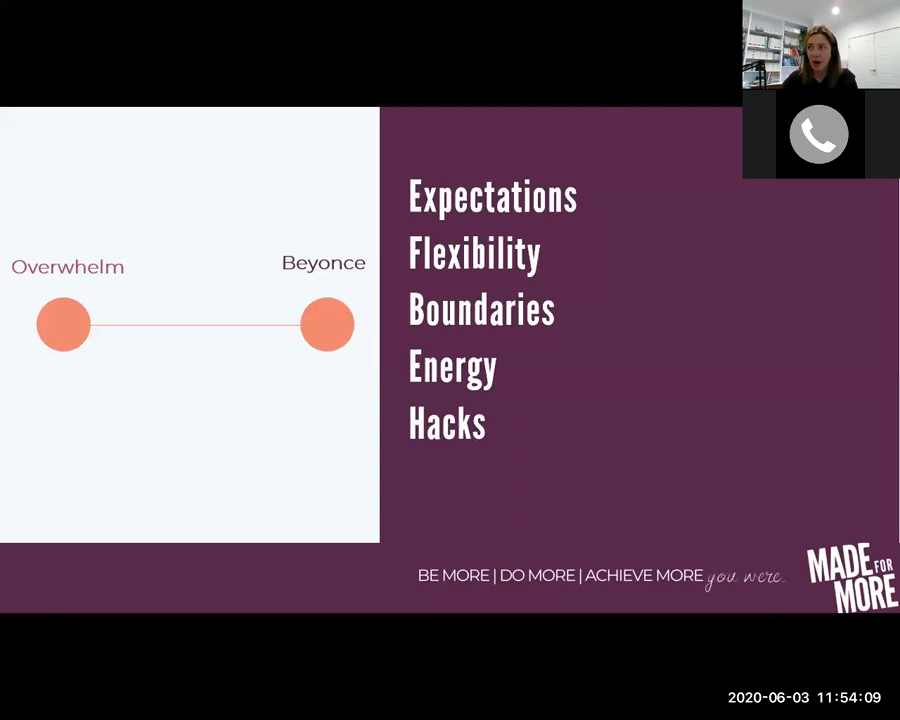 Overwhelm
Beyonce
Expectations
Flexibility
Boundaries
Energy
Hacks
BE MORE | DO MORE | ACHIEVE MORE you were...
MADE FOR MORE
2020-06-03 11:54:09